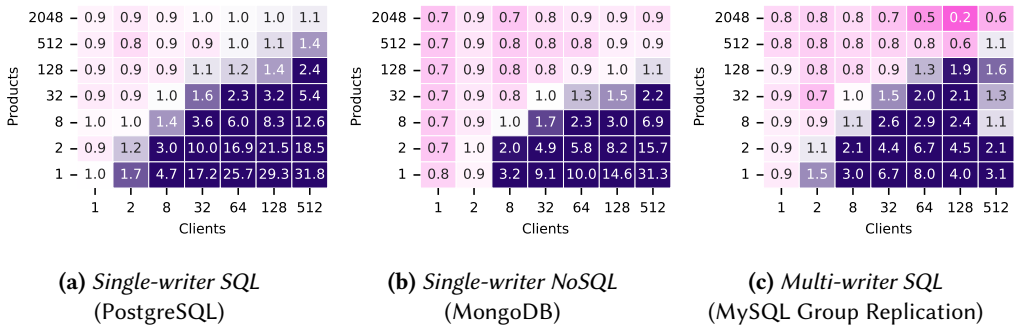 2048 0.9 0.9 0.9 1.0 1.0 1.0 1.1
512 0.9 0.8 0.9 0.9 1.0 1.1 1.4
128 0.9 0.9 0.9 1.1 1.2 1.4 2.4
32 0.9 0.9 1.0 1.6 2.3 3.2 5.4
8 1.0 1.0 1.4 3.6 6.0 8.3 12.6
2 0.9 1.2 3.0 10.0 16.9 21.5 18.5
1 1.0 1.7 4.7 17.2 25.7 29.3 31.8
Products
1 2 8 32 64 128 512
Clients
(a) Single-writer SQL
(PostgreSQL)
2048 0.7 0.9 0.7 0.8 0.9 0.9 0.9
512 0.7 0.9 0.8 0.8 0.8 0.9 0.9
128 0.7 0.9 0.8 0.8 0.9 1.0 1.1
32 0.7 0.9 0.8 1.0 1.3 1.5 2.2
8 0.7 0.9 1.0 1.7 2.3 3.0 6.9
2 0.7 1.0 2.0 4.9 5.8 8.2 15.7
1 0.8 0.9 3.2 9.1 10.0 14.6 31.3
Products
1 2 8 32 64 128 512
Clients
(b) Single-writer NoSQL
(MongoDB)
2048 0.8 0.8 0.8 0.7 0.5 0.2 0.6
512 0.8 0.8 0.8 0.8 0.8 0.6 1.1
128 0.8 0.8 0.8 0.9 1.3 1.9 1.6
32 0.9 0.7 1.0 1.5 2.0 2.1 1.3
8 0.9 0.9 1.1 2.6 2.9 2.4 1.1
2 0.9 1.1 2.1 4.4 6.7 4.5 2.1
1 0.9 1.5 3.0 6.7 8.0 4.0 3.1
Products
1 2 8 32 64 128 512
Clients
(c) Multi-writer SQL
(MySQL Group Replication)